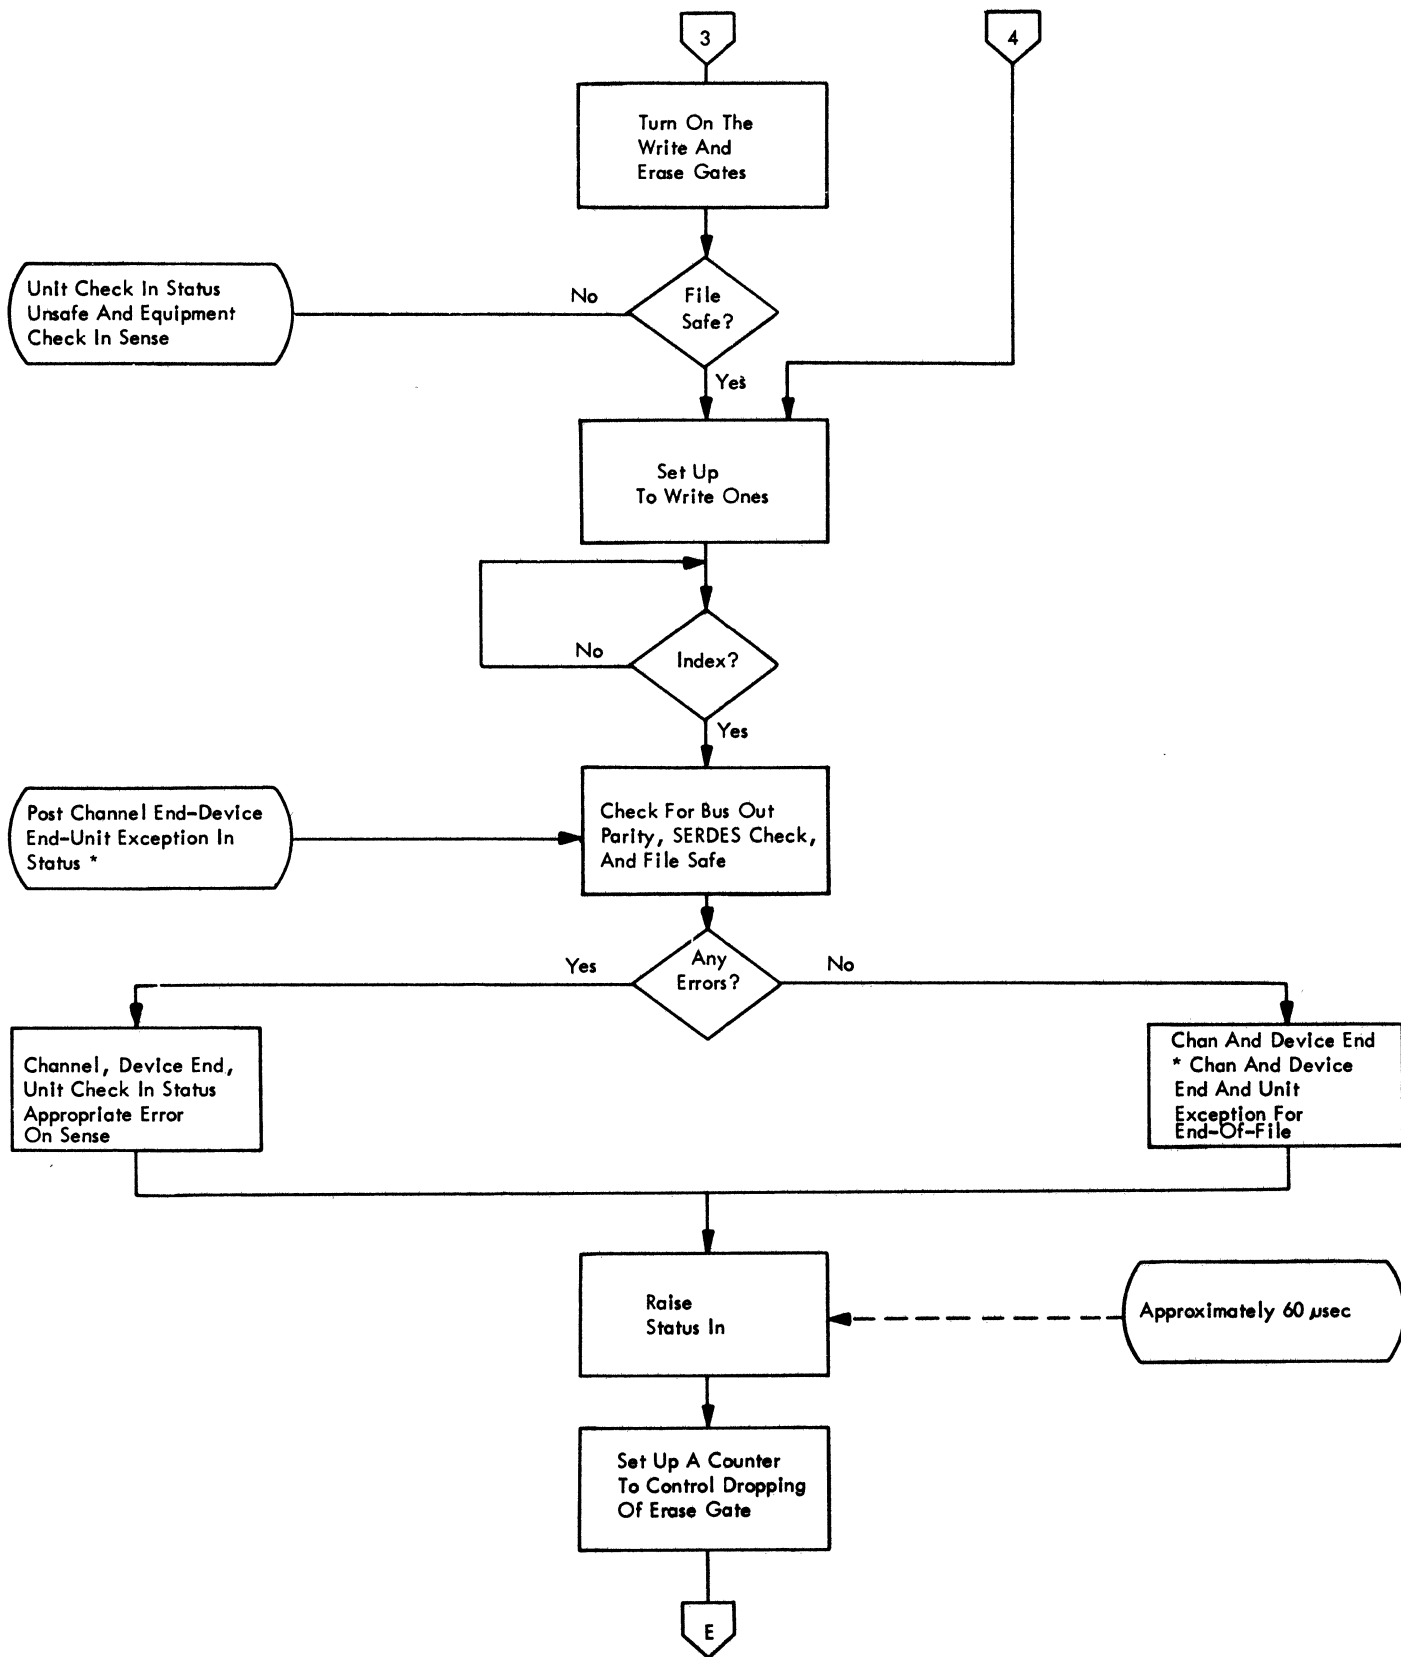 3
4
Turn On The
Write And
Erase Gates
Unit Check In Status
Unsafe And Equipment
Check In Sense
No
File
Safe?
Yes
Set Up
To Write Ones
No
Index?
Yes
Post Channel End-Device
End-Unit Exception In
Status *
Check For Bus Out
Parity, SERDES Check,
And File Safe
Yes
Any
Errors?
No
Channel, Device End,
Unit Check In Status
Appropriate Error
On Sense
Chan And Device End
* Chan And Device
End And Unit
Exception For
End-Of-File
Raise
Status In
Approximately 60 μsec
Set Up A Counter
To Control Dropping
Of Erase Gate
E